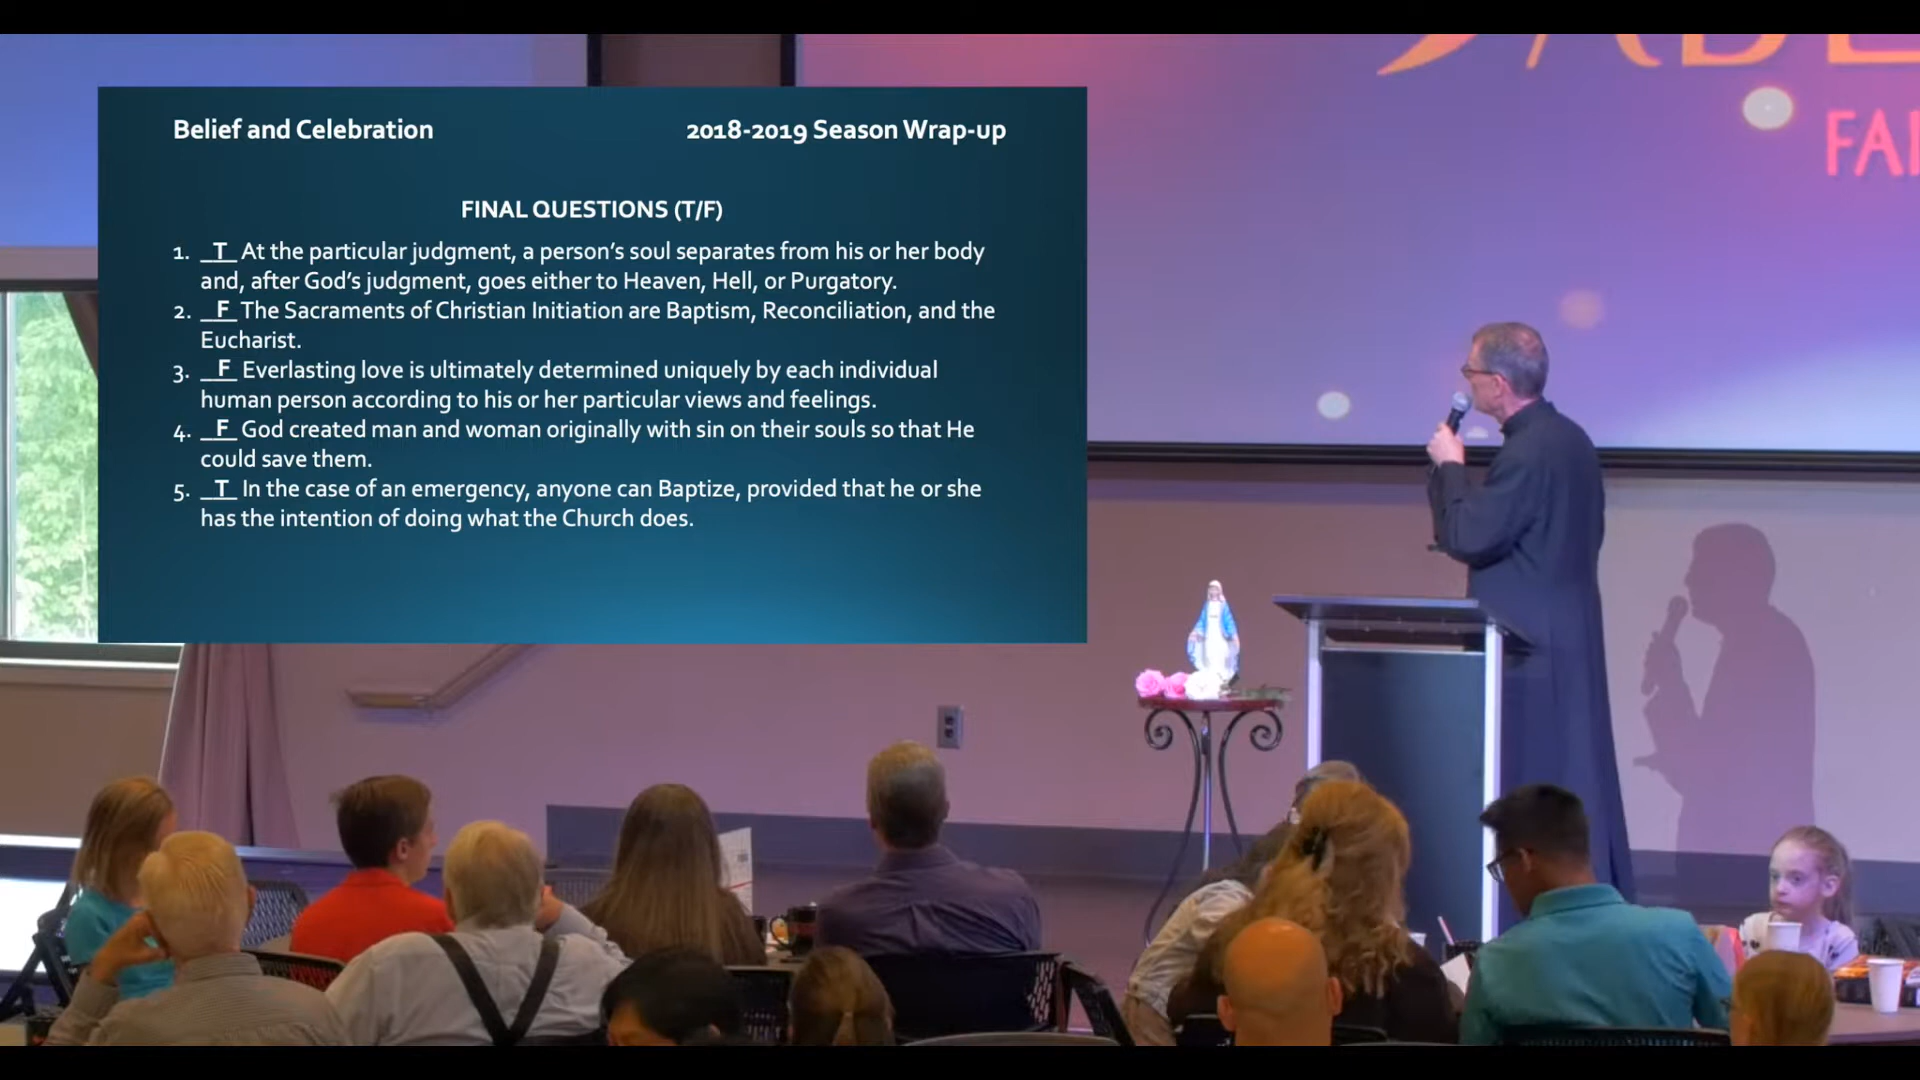 Belief and Celebration 2018-2019 Season Wrap-up
FINAL QUESTIONS (T/F)
1. __T_ At the particular judgment, a person's soul separates from his or her body
and, after God's judgment, goes either to Heaven, Hell, or Purgatory.
2. __F_ The Sacraments of Christian Initiation are Baptism, Reconciliation, and the
Eucharist.
3. __F_ Everlasting love is ultimately determined uniquely by each individual
human person according to his or her particular views and feelings.
4. __F_ God created man and woman originally with sin on their souls so that He
could save them.
5. __T_ In the case of an emergency, anyone can Baptize, provided that he or she
has the intention of doing what the Church does.